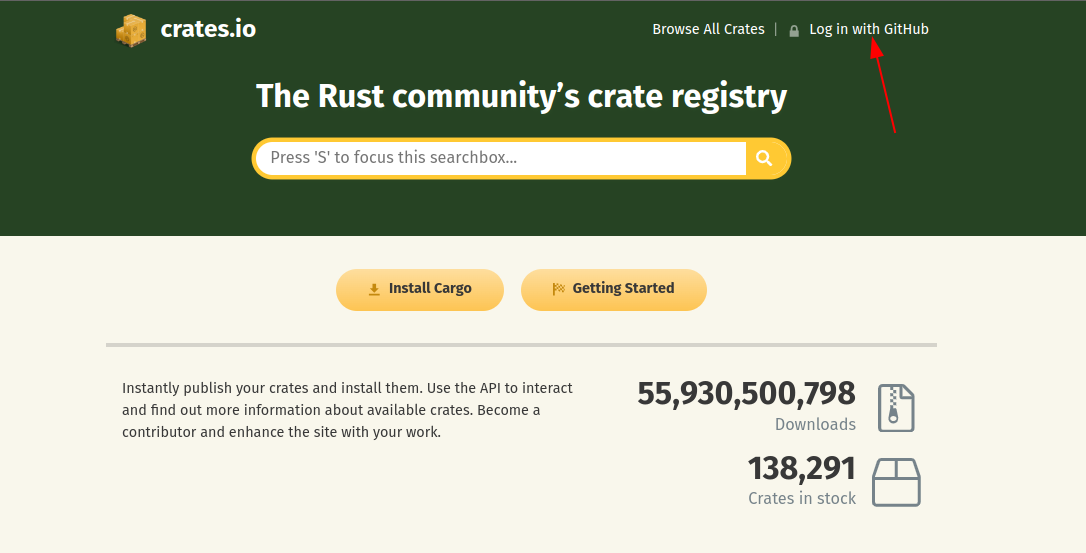 crates.io
Browse All Crates | Log in with GitHub
The Rust community’s crate registry
Press 'S' to focus this searchbox...
Install Cargo
Getting Started
Instantly publish your crates and install them. Use the API to interact
and find out more information about available crates. Become a
contributor and enhance the site with your work.
55,930,500,798
Downloads
138,291
Crates in stock